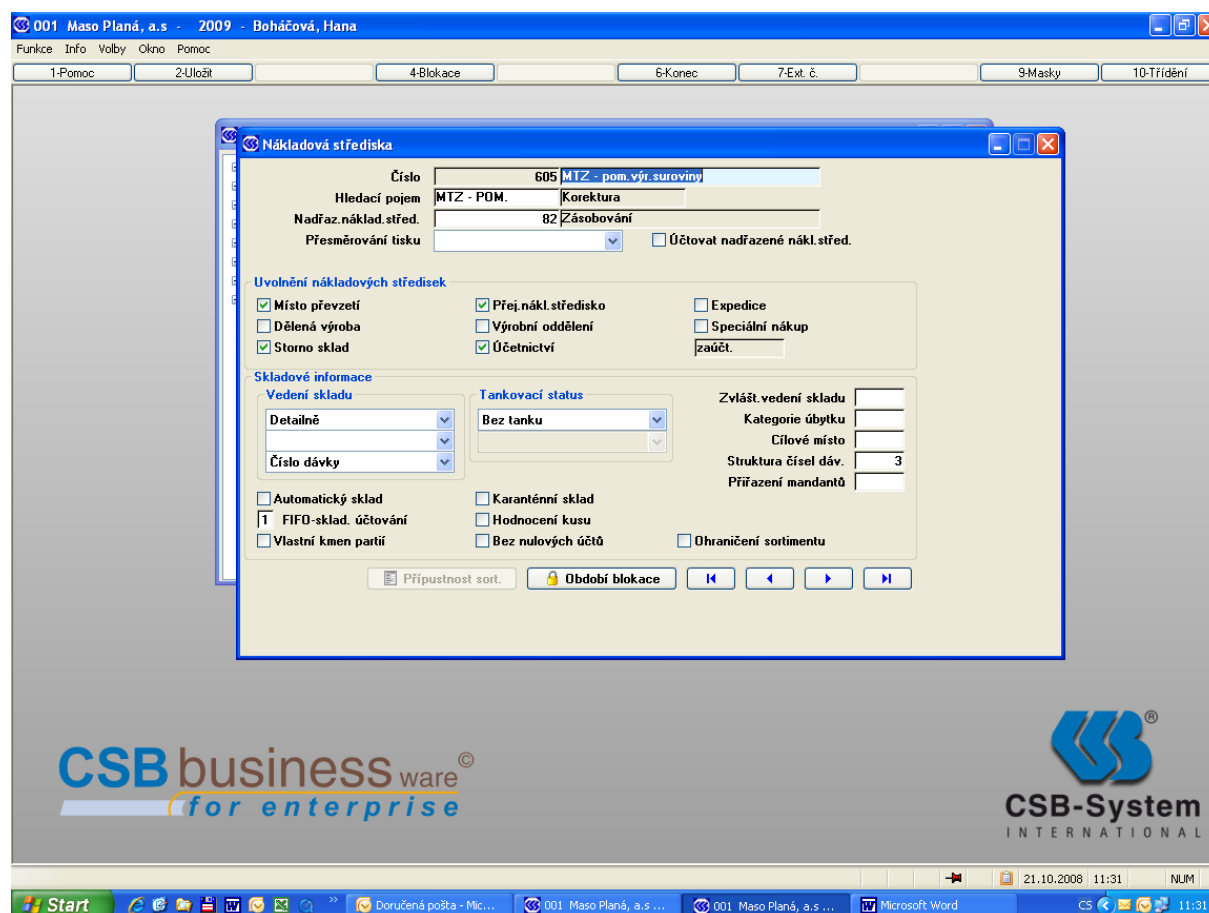 001 Maso Planá, a.s - 2009 - Boháčová, Hana
Funkce Info Volby Okno Pomoc
1-Pomoc 2-Uložit 4-Blokace 6-Konec 7-Ext. č. 9-Masky 10-Třídění
Nákladová střediska
Číslo 605 MTZ - pom.výr.suroviny
Hledací pojem MTZ - POM. Korektura
Nadřaz.náklad.střed. 82 Zásobování
Přesměrování tisku Účtovat nadřazené nákl.střed.
Uvolnění nákladových středisek
Místo převzetí Přej.nákl.středisko Expedice
Dělená výroba Výrobní oddělení Speciální nákup
Storno sklad Účetnictví zaúčt.
Skladové informace
Vedení skladu Tankovací status Zvlášt.vedení skladu
Detailně Bez tanku Kategorie úbytku
Cílové místo
Číslo dávky Struktura čísel dáv. 3
Přiřazení mandantů
Automatický sklad Karanténní sklad
1 FIFO-sklad. účtování Hodnocení kusu
Vlastní kmen partií Bez nulových účtů Ohraničení sortimentu
Přípustnost sort. Období blokace
CSB business ware ©
for enterprise
®
CSB-System
INTERNATIONAL
21.10.2008 11:31 NUM
Start Doručená pošta - Mic... 001 Maso Planá, a.s ... 001 Maso Planá, a.s ... Microsoft Word CS 11:31